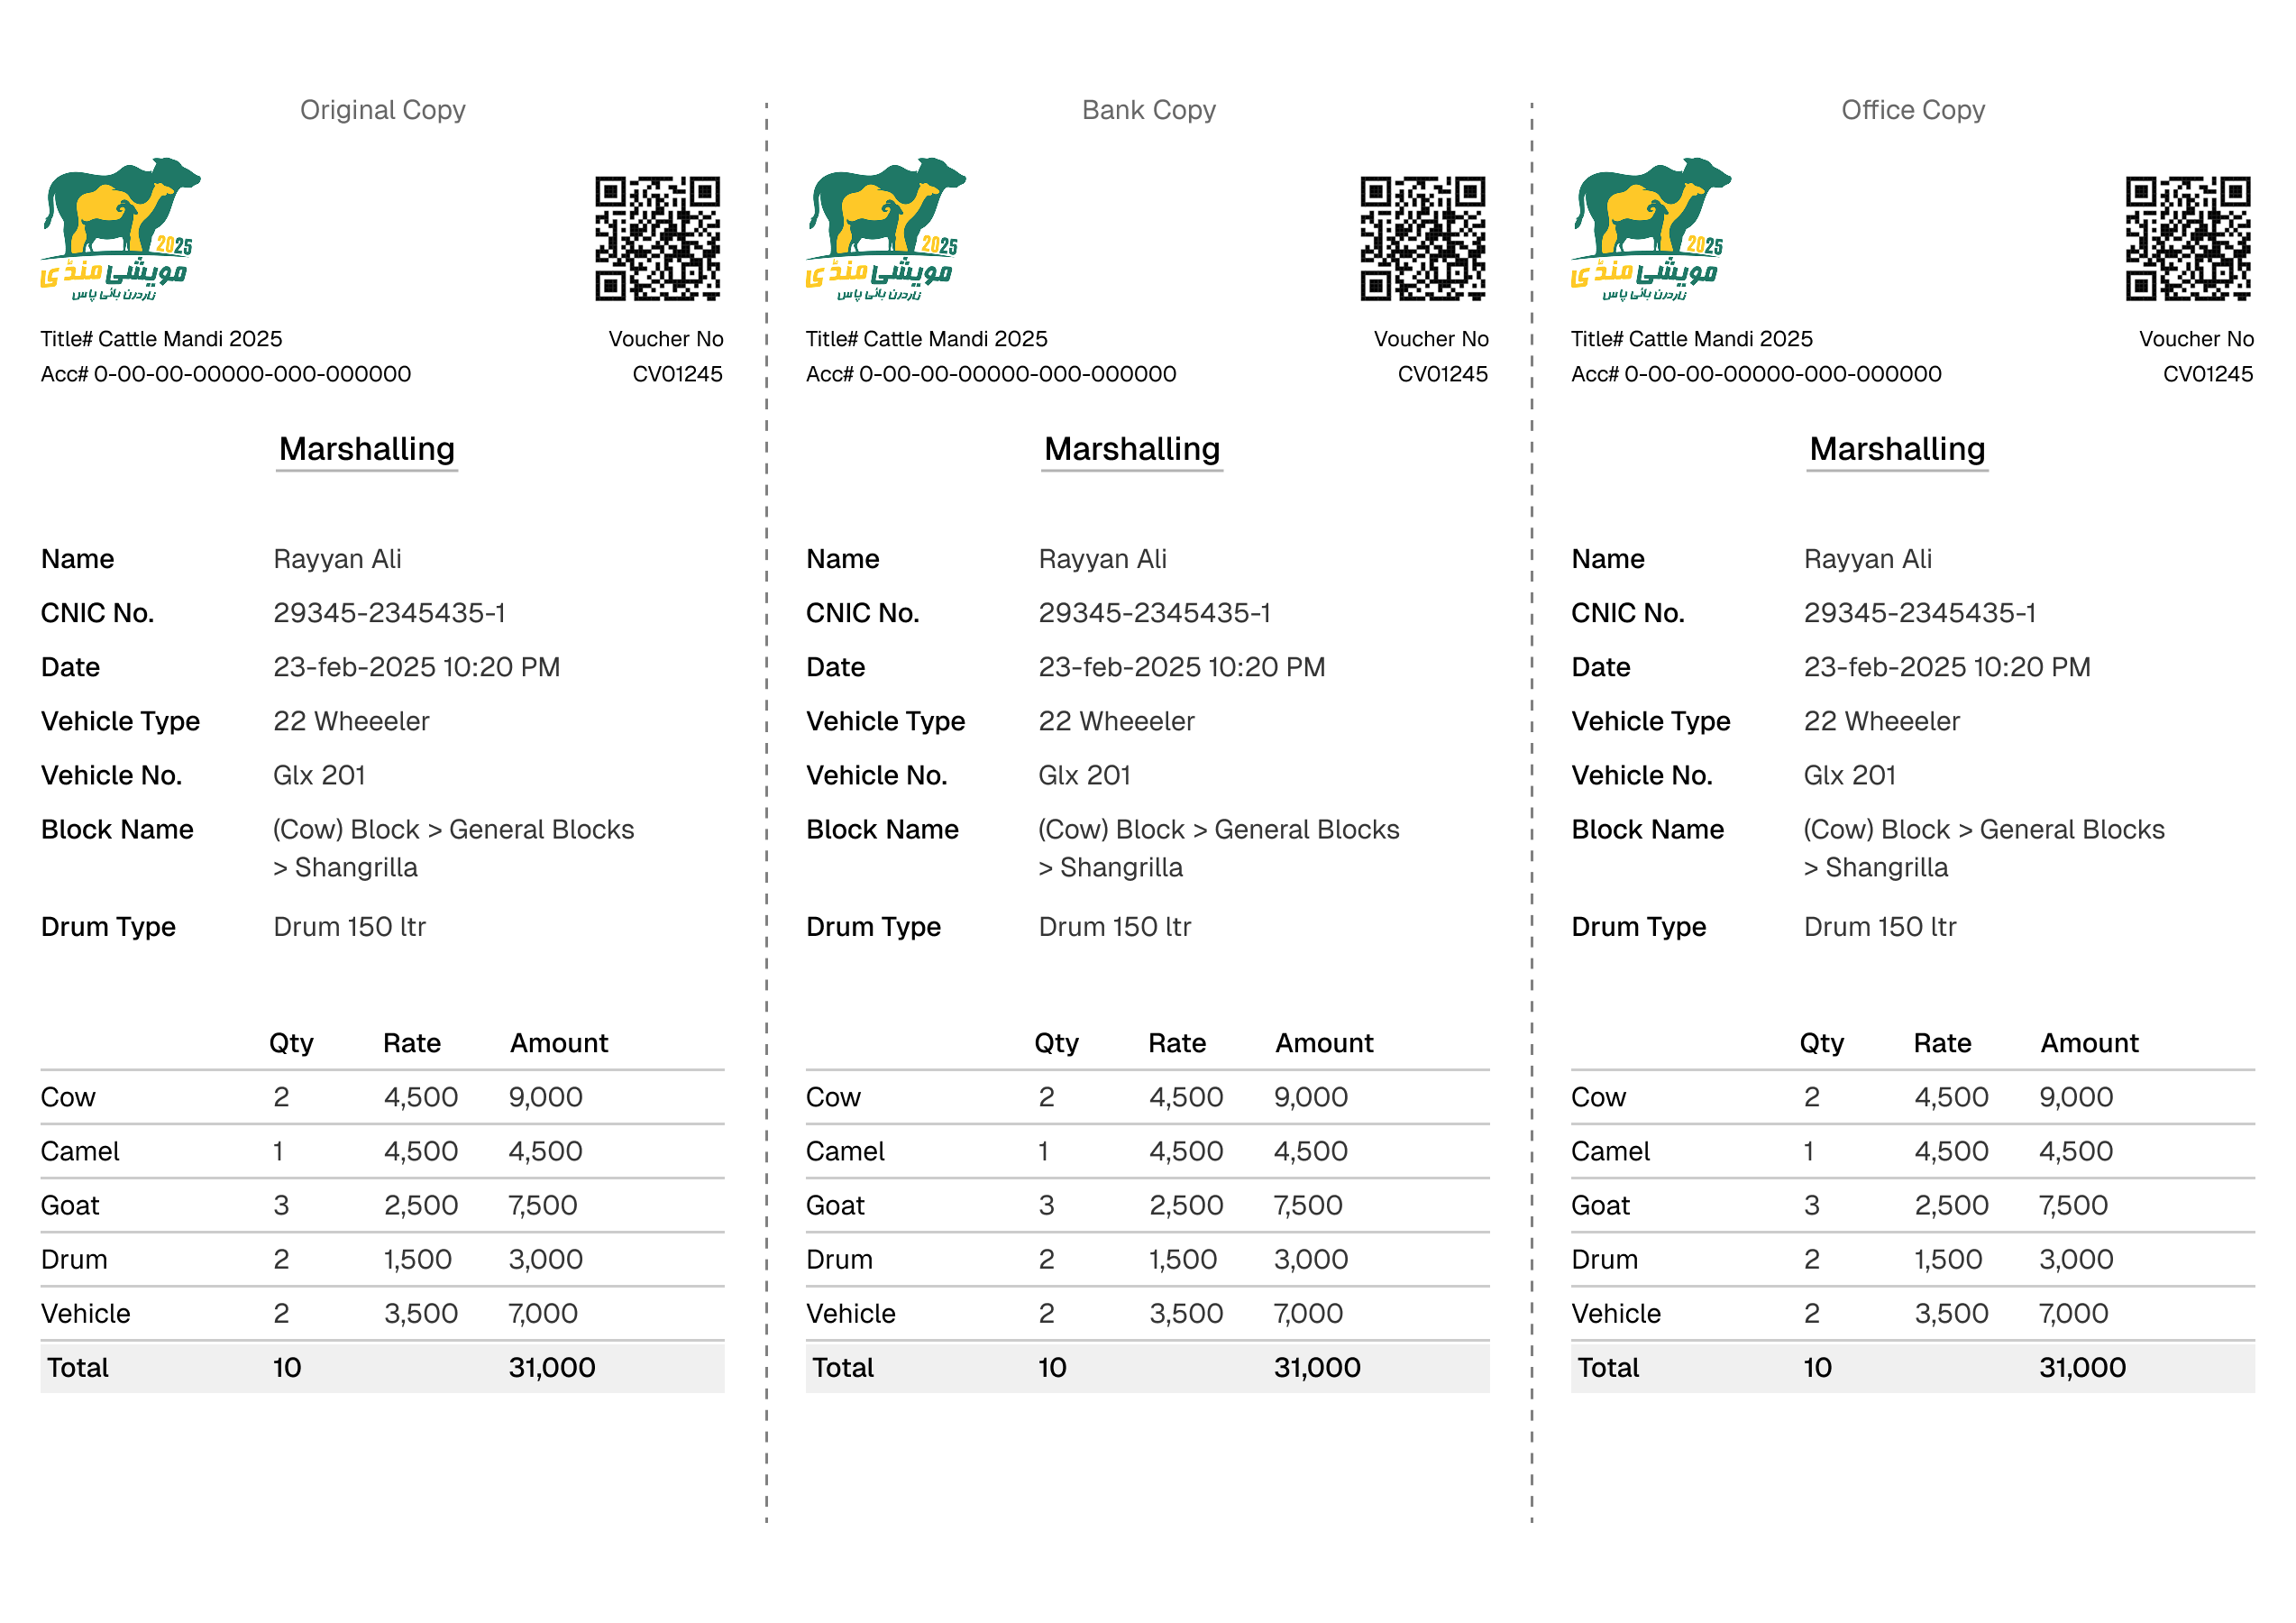 Original Copy
2025
مویشی منڈی
ناردرن بائی پاس
Title# Cattle Mandi 2025
Acc# 0-00-00-00000-000-000000
Voucher No
CV01245
Marshalling
Name Rayyan Ali
CNIC No. 29345-2345435-1
Date 23-feb-2025 10:20 PM
Vehicle Type 22 Wheeeler
Vehicle No. Glx 201
Block Name (Cow) Block > General Blocks
> Shangrilla
Drum Type Drum 150 ltr
Qty Rate Amount
Cow 2 4,500 9,000
Camel 1 4,500 4,500
Goat 3 2,500 7,500
Drum 2 1,500 3,000
Vehicle 2 3,500 7,000
Total 10 31,000
Bank Copy
2025
مویشی منڈی
ناردرن بائی پاس
Title# Cattle Mandi 2025
Acc# 0-00-00-00000-000-000000
Voucher No
CV01245
Marshalling
Name Rayyan Ali
CNIC No. 29345-2345435-1
Date 23-feb-2025 10:20 PM
Vehicle Type 22 Wheeeler
Vehicle No. Glx 201
Block Name (Cow) Block > General Blocks
> Shangrilla
Drum Type Drum 150 ltr
Qty Rate Amount
Cow 2 4,500 9,000
Camel 1 4,500 4,500
Goat 3 2,500 7,500
Drum 2 1,500 3,000
Vehicle 2 3,500 7,000
Total 10 31,000
Office Copy
2025
مویشی منڈی
ناردرن بائی پاس
Title# Cattle Mandi 2025
Acc# 0-00-00-00000-000-000000
Voucher No
CV01245
Marshalling
Name Rayyan Ali
CNIC No. 29345-2345435-1
Date 23-feb-2025 10:20 PM
Vehicle Type 22 Wheeeler
Vehicle No. Glx 201
Block Name (Cow) Block > General Blocks
> Shangrilla
Drum Type Drum 150 ltr
Qty Rate Amount
Cow 2 4,500 9,000
Camel 1 4,500 4,500
Goat 3 2,500 7,500
Drum 2 1,500 3,000
Vehicle 2 3,500 7,000
Total 10 31,000